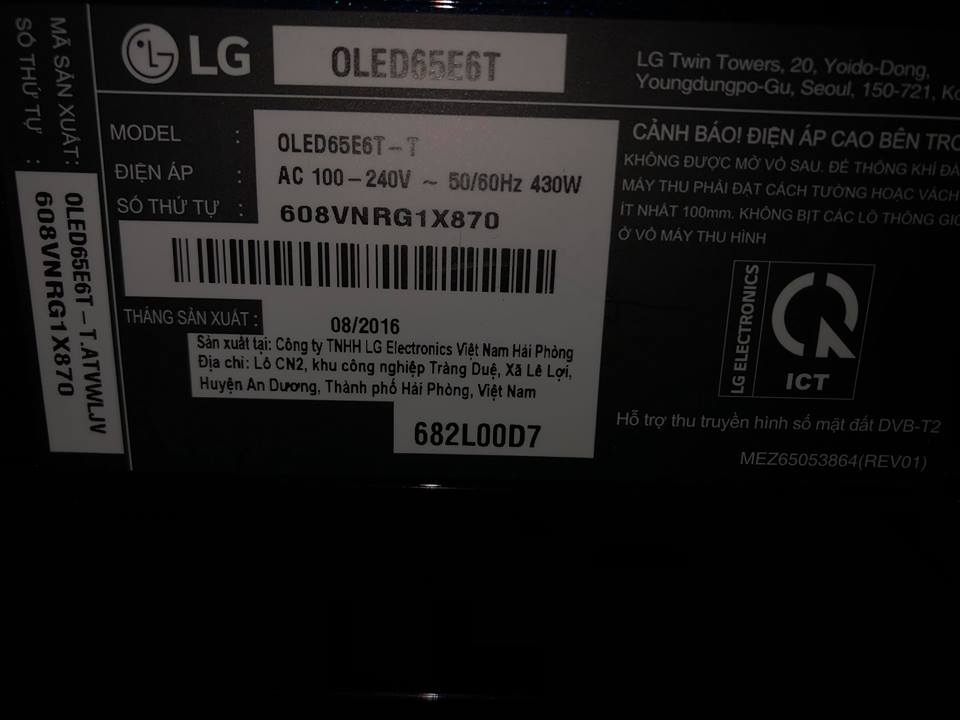 MÃ SẢN XUẤT:
SỐ THỨ TỰ :
OLED65E6T-T.ATWWLJV
608VNRG1X870
LG
OLED65E6T
LG Twin Towers, 20, Yoido-Dong,
Youngdungpo-Gu, Seoul, 150-721,
MODEL : OLED65E6T-T
ĐIỆN ÁP : AC 100-240V ~ 50/60Hz 430W
SỐ THỨ TỰ : 608VNRG1X870
THÁNG SẢN XUẤT : 08/2016
Sản xuất tại: Công ty TNHH LG Electronics Việt Nam Hải Phòng
Địa chỉ: Lô CN2, khu công nghiệp Tràng Duệ, Xã Lê Lợi,
Huyện An Dương, Thành phố Hải Phòng, Việt Nam
682L00D7
CẢNH BÁO! ĐIỆN ÁP CAO BÊN
KHÔNG ĐƯỢC MỞ VỎ SAU. ĐỂ THÔNG KHÍ
MÁY THU PHẢI ĐẶT CÁCH TƯỜNG HOẶC VÁCH
ÍT NHẤT 100mm. KHÔNG BỊT CÁC LỖ THÔNG
Ở VỎ MÁY THU HÌNH
LG ELECTRONICS
ICT
Hỗ trợ thu truyền hình số mặt đất DVB-T2
MEZ65053864(REV01)